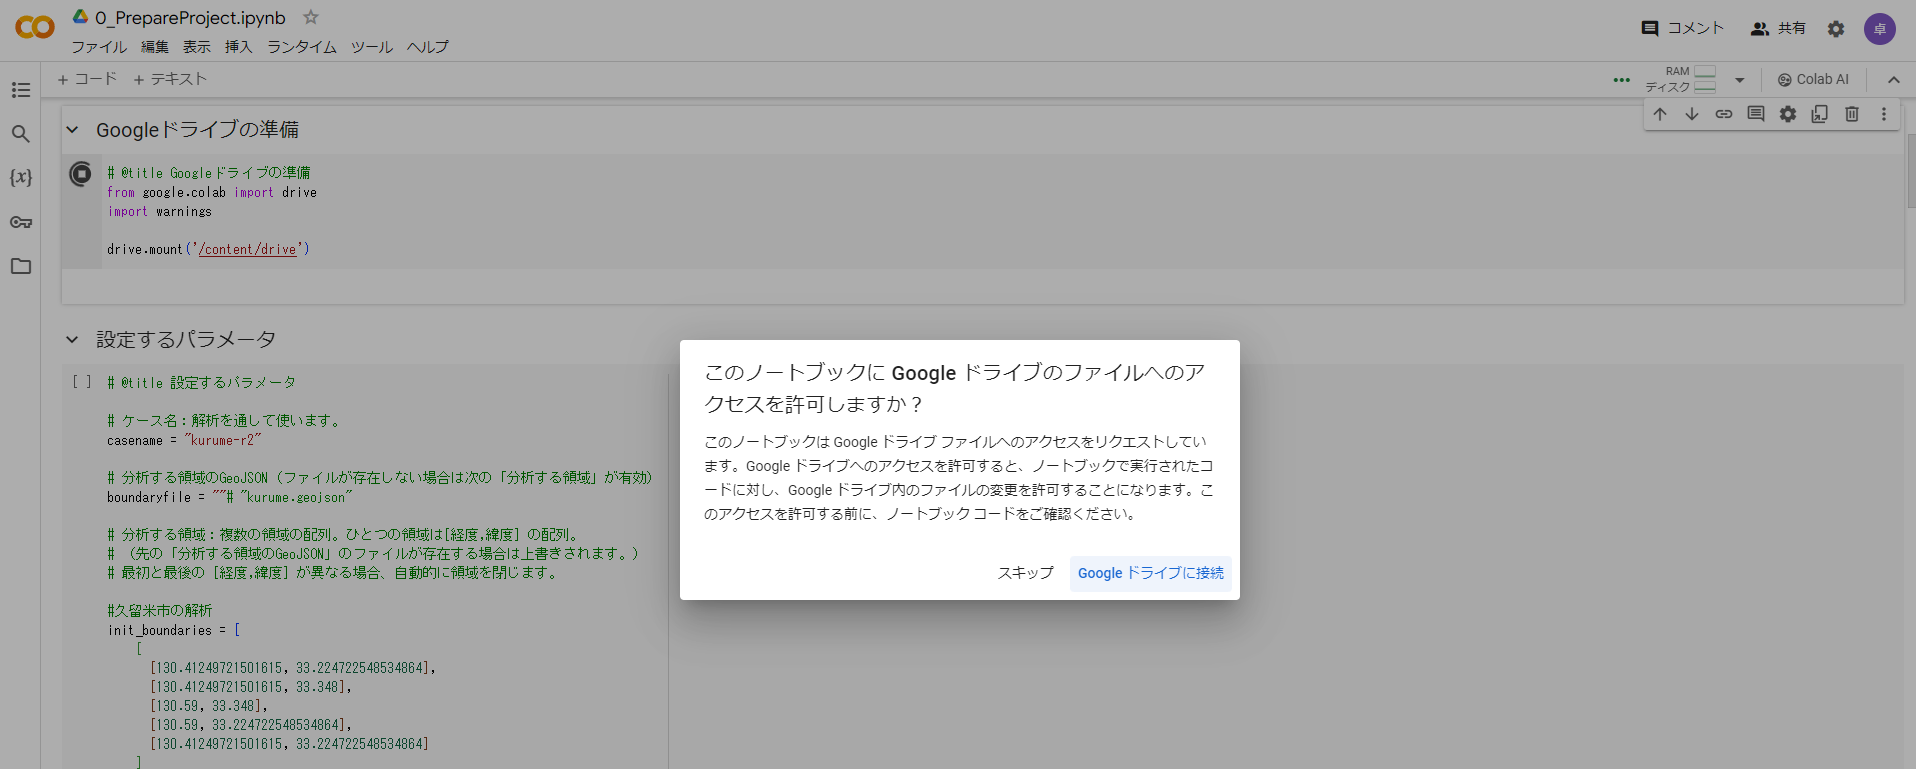 0_PrepareProject.ipynb
ファイル 編集 表示 挿入 ランタイム ツール ヘルプ
コメント 共有 卓
+ コード + テキスト
RAM
ディスク
Colab AI
Googleドライブの準備
# @title Googleドライブの準備
from google.colab import drive
import warnings
drive.mount('/content/drive')
設定するパラメータ
[ ] # @title 設定するパラメータ
# ケース名：解析を通して使います。
casename = "kurume-r2"
# 分析する領域のGeoJSON（ファイルが存在しない場合は次の「分析する領域」が有効）
boundaryfile = ""# "kurume.geojson"
# 分析する領域：複数の領域の配列。ひとつの領域は[経度,緯度] の配列。
# （先の「分析する領域のGeoJSON」のファイルが存在する場合は上書きされます。）
# 最初と最後の [経度,緯度] が異なる場合、自動的に領域を閉じます。
#久留米市の解析
init_boundaries = [
[
[130.41249721501615, 33.224722548534864],
[130.41249721501615, 33.348],
[130.59, 33.348],
[130.59, 33.224722548534864],
[130.41249721501615, 33.224722548534864]
]
このノートブックに Google ドライブのファイルへのア
クセスを許可しますか？
このノートブックは Google ドライブ ファイルへのアクセスをリクエストしてい
ます。Google ドライブへのアクセスを許可すると、ノートブックで実行されたコ
ードに対し、Google ドライブ内のファイルの変更を許可することになります。こ
のアクセスを許可する前に、ノートブック コードをご確認ください。
スキップ Google ドライブに接続